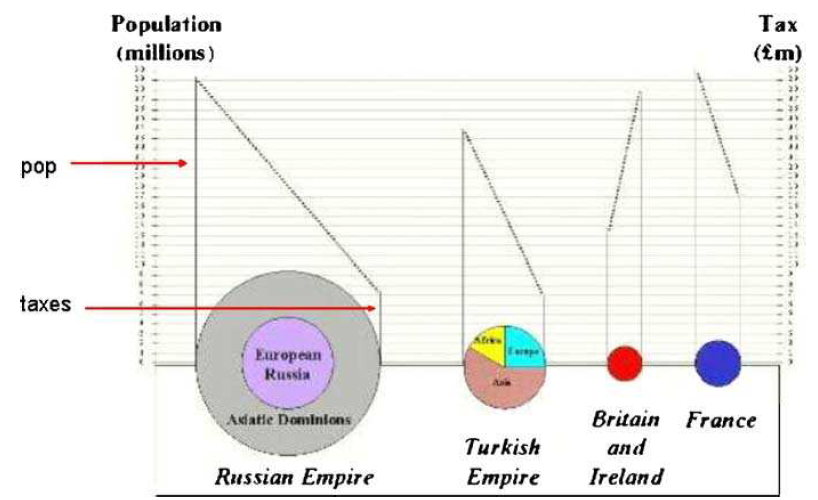 Population
(millions)
Tax
(£m)
pop
taxes
European
Russia
Asiatic Dominions
Africa
Europe
Asia
Russian Empire
Turkish
Empire
Britain
and
Ireland
France